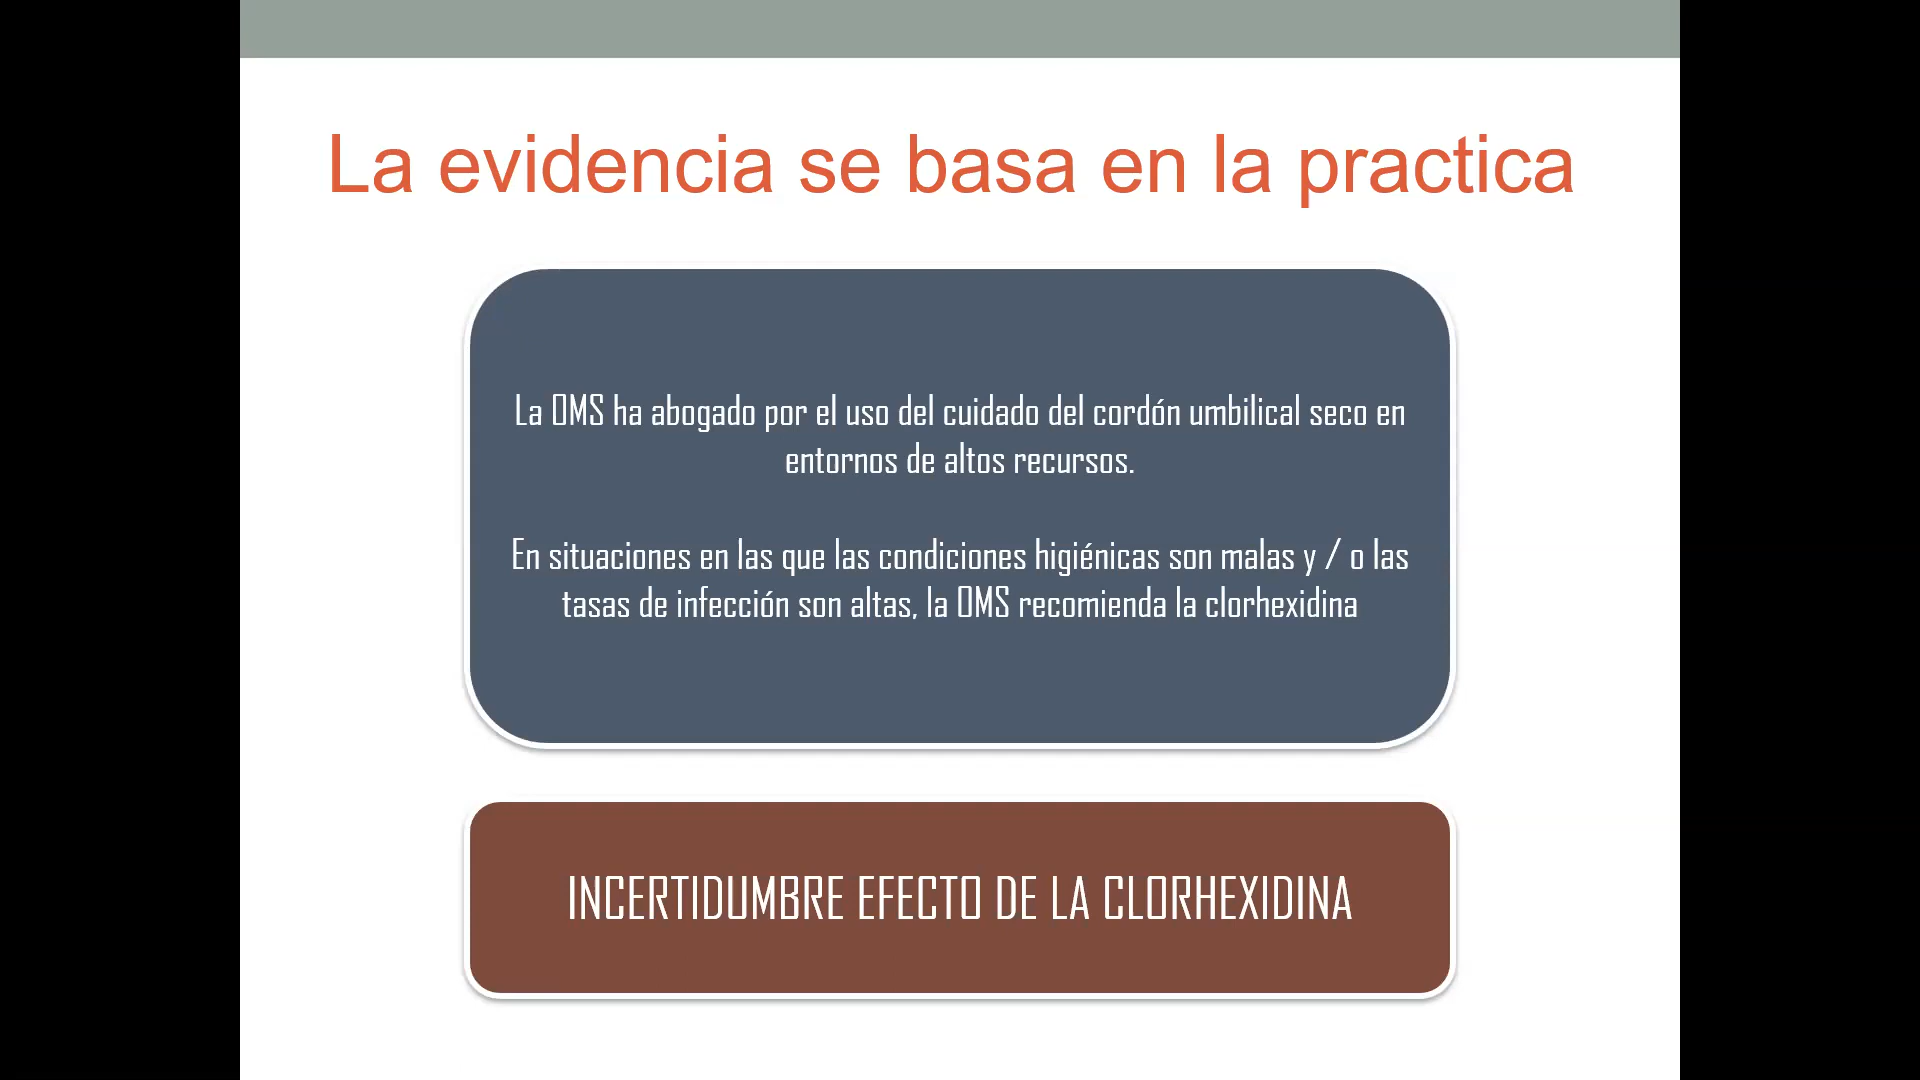 La evidencia se basa en la practica
La OMS ha abogado por el uso del cuidado del cordón umbilical seco en
entornos de altos recursos.
En situaciones en las que las condiciones higiénicas son malas y / o las
tasas de infección son altas, la OMS recomienda la clorhexidina
INCERTIDUMBRE EFECTO DE LA CLORHEXIDINA